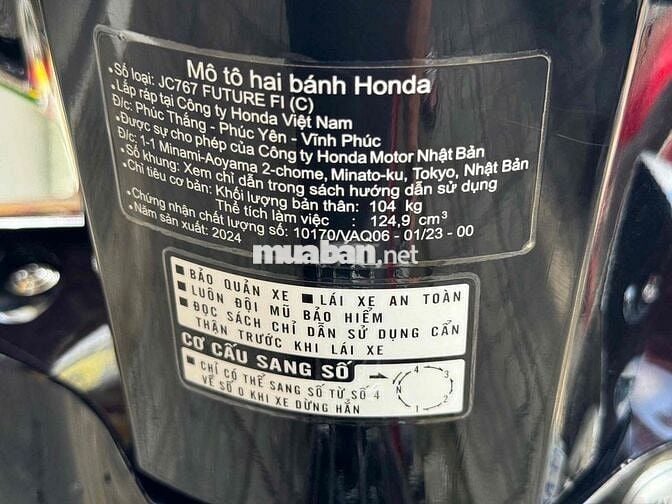 Mô tô hai bánh Honda
•Số loại: JC767 FUTURE FI (C)
•Lắp ráp tại Công ty Honda Việt Nam
Đ/c: Phúc Thắng - Phúc Yên - Vĩnh Phúc
•Được sự cho phép của Công ty Honda Motor Nhật Bản
Đ/c: 1-1 Minami-Aoyama 2-chome, Minato-ku, Tokyo, Nhật Bản
•Số khung: Xem chỉ dẫn trong sách hướng dẫn sử dụng
•Chỉ tiêu cơ bản: Khối lượng bản thân: 104 kg
Thể tích làm việc : 124,9 cm³
•Chứng nhận chất lượng số: 10170/VAQ06 - 01/23 - 00
•Năm sản xuất: 2024
muaban.net
■ BẢO QUẢN XE ■ LÁI XE AN TOÀN
■ LUÔN ĐỘI MŨ BẢO HIỂM
■ ĐỌC SÁCH CHỈ DẪN SỬ DỤNG CẨN
THẬN TRƯỚC KHI LÁI XE
CƠ CẤU SANG SỐ
■ CHỈ CÓ THỂ SANG SỐ TỪ SỐ 4
VỀ SỐ 0 KHI XE DỪNG HẲN
N 4 3 2 1